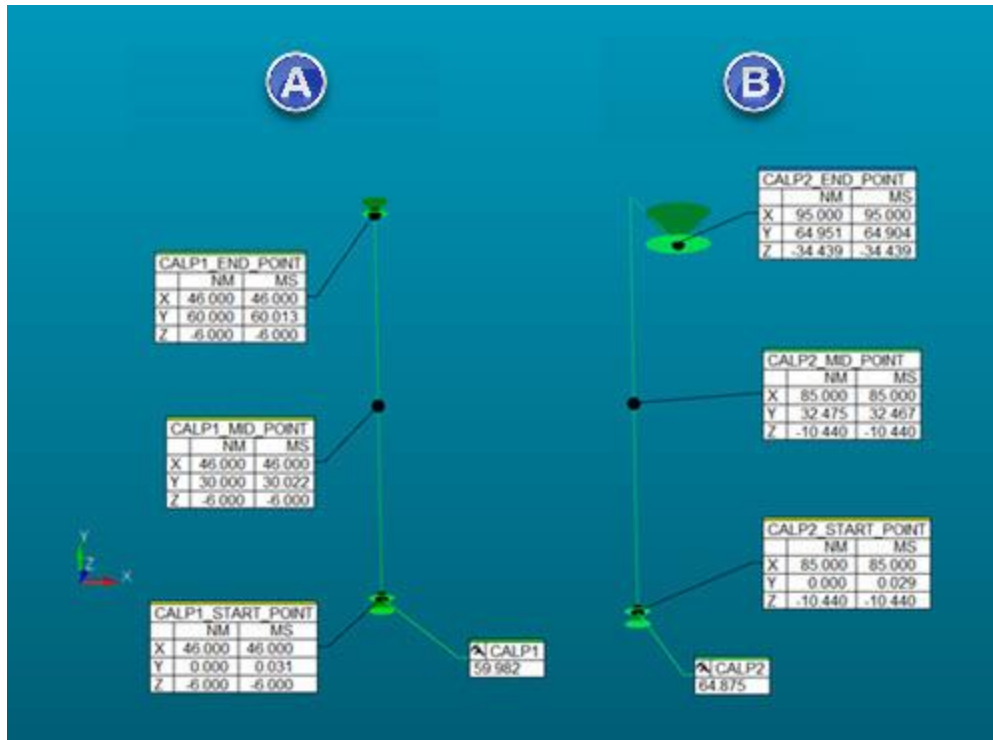 A
B
CALP2_END_POINT
NM MS
X 95.000 95.000
Y 64.951 64.904
Z -34.439 -34.439
CALP1_END_POINT
NM MS
X 46.000 46.000
Y 60.000 60.013
Z -6.000 -6.000
CALP2_MID_POINT
NM MS
X 85.000 85.000
Y 32.475 32.467
Z -10.440 -10.440
CALP1_MID_POINT
NM MS
X 46.000 46.000
Y 30.000 30.022
Z -6.000 -6.000
CALP2_START_POINT
NM MS
X 85.000 85.000
Y 0.000 0.029
Z -10.440 -10.440
Y
Z
X
CALP1_START_POINT
NM MS
X 46.000 46.000
Y 0.000 0.031
Z -6.000 -6.000
CALP1
59.982
CALP2
64.875